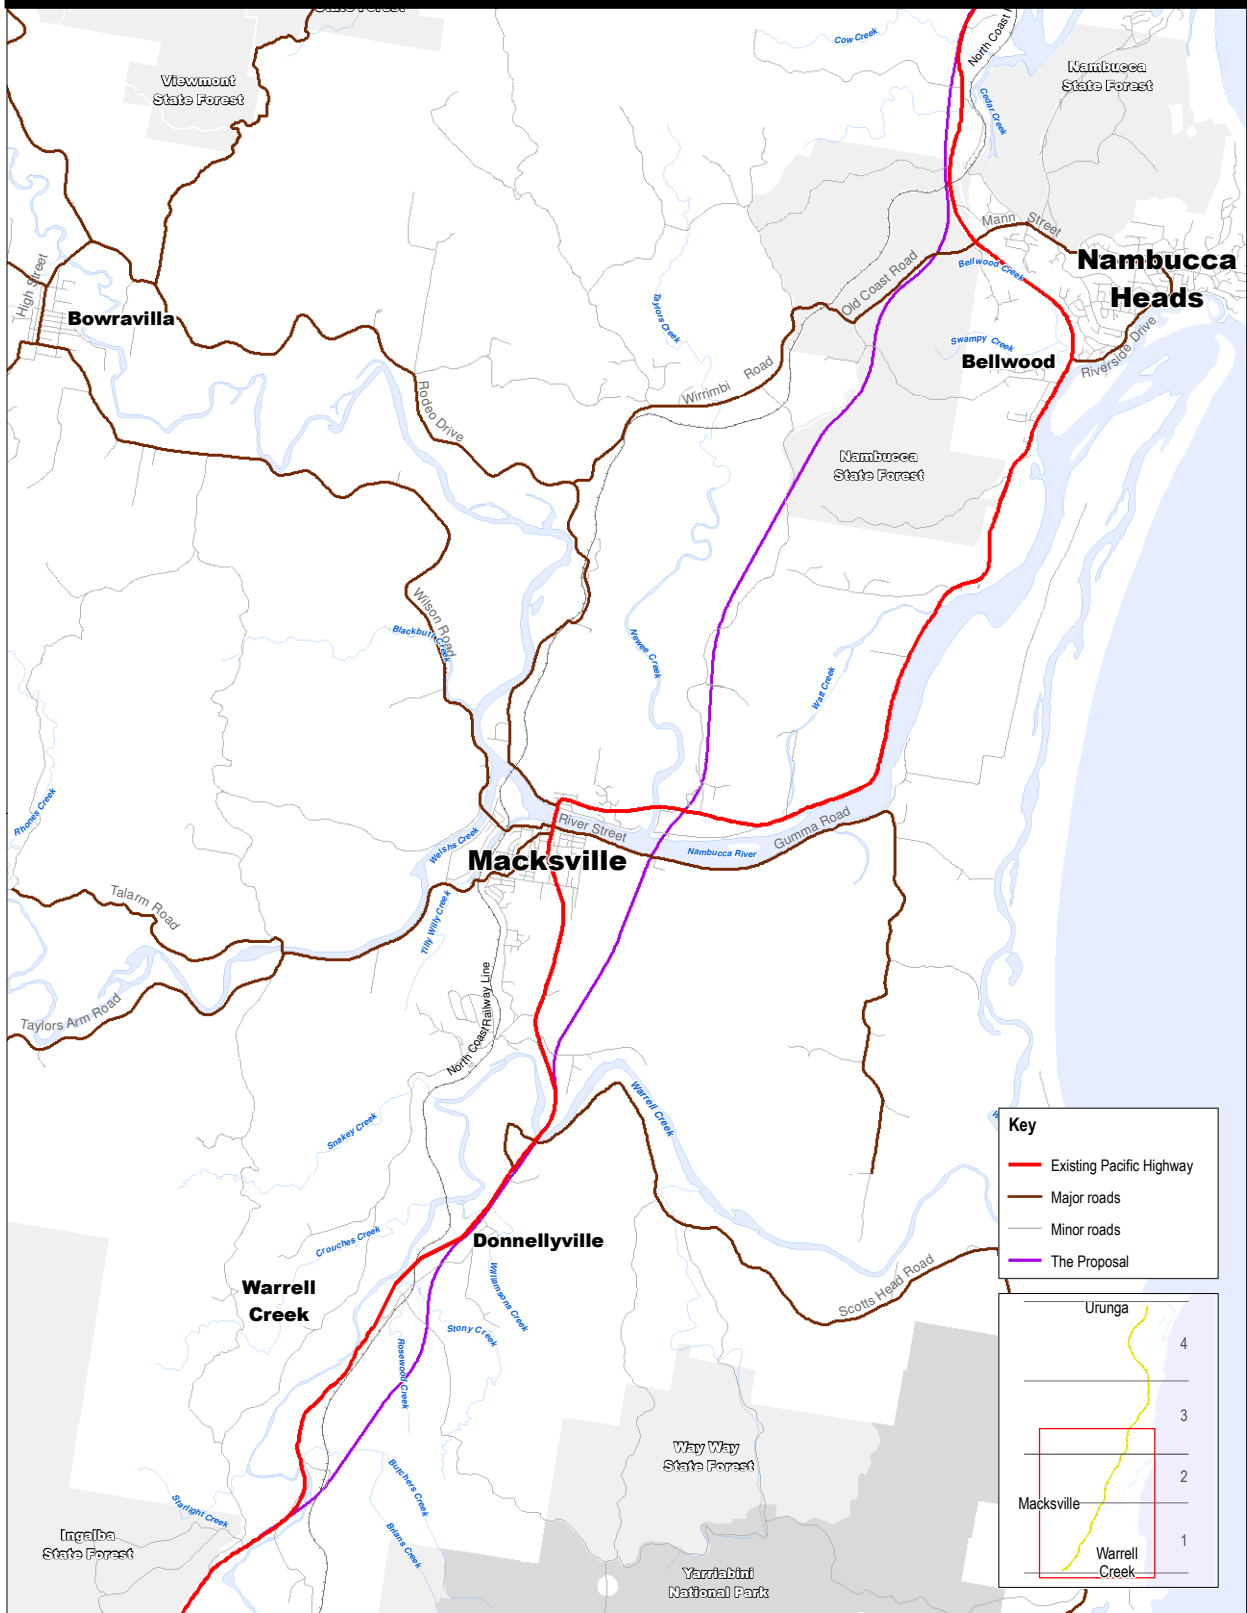 State Forest
Cow Creek
North Coast R
Viewmont
State Forest
Nambucca
State Forest
Cedar Creek
Mann Street
High Street
Bellwood Creek
Nambucca
Heads
Old Coast Road
Taylors Creek
Bowravilla
Swampy Creek
Bellwood
Riverside Drive
Wirrimbi Road
Rodeo Drive
Nambucca
State Forest
Wilson Road
Blackbutt Creek
Newee Creek
Watt Creek
Rhones Creek
River Street
Gumma Road
Welshs Creek
Nambucca River
Macksville
Talarm Road
Tilly Willy Creek
Taylors Arm Road
North Coast Railway Line
Warrell Creek
Snakey Creek
W
Crouches Creek
Donnellyville
Williamsons Creek
Warrell
Creek
Scotts Head Road
Stony Creek
Rosewood Creek
Way Way
State Forest
Butchers Creek
Starlight Creek
Brians Creek
Ingalba
State Forest
Yarriabini
National Park
Key
Existing Pacific Highway
Major roads
Minor roads
The Proposal
Urunga
4
3
2
Macksville
1
Warrell
Creek